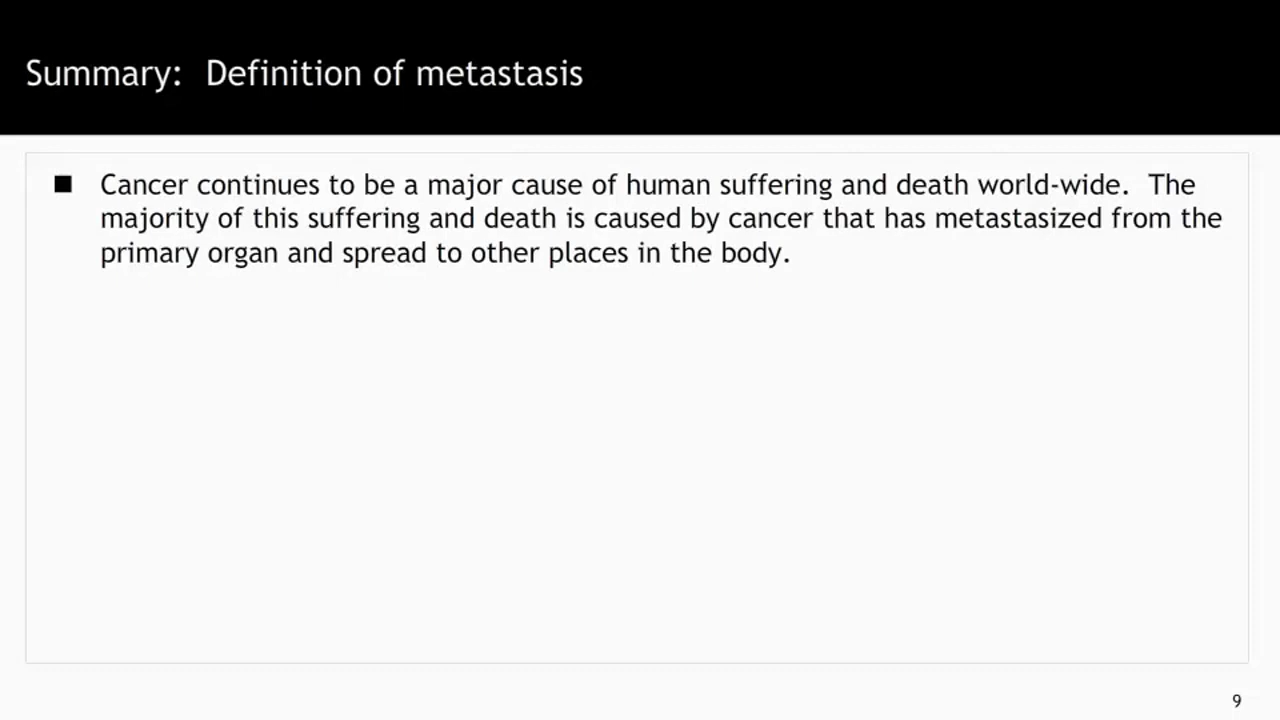 Summary:  Definition of metastasis
■ Cancer continues to be a major cause of human suffering and death world-wide.  The
majority of this suffering and death is caused by cancer that has metastasized from the
primary organ and spread to other places in the body.
9